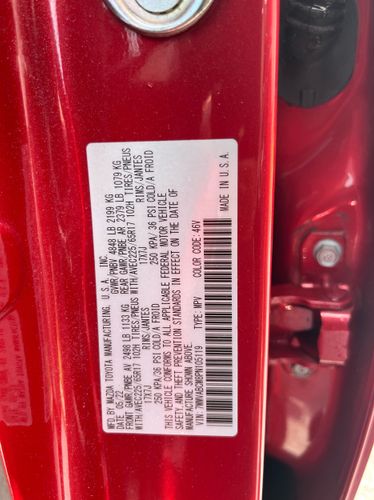 MFD. BY MAZDA TOYOTA MANUFACTURING, U.S.A., INC.
05/22 GVWR/PNBV 4848 LB 2199 KG
FRONT GAWR/PNBE AV 2498 LB 1133 KG REAR GAWR/PNBE AR 2379 LB 1079 KG
WITH/AVEC225/65R17 102H TIRES/PNEUS WITH/AVEC225/65R17 102H TIRES/PNEUS
17X7J RIMS/JANTES 17X7J RIMS/JANTES
250 KPA/36 PSI COLD/A FROID 250 KPA/36 PSI COLD/A FROID
THIS VEHICLE CONFORMS TO ALL APPLICABLE FEDERAL MOTOR VEHICLE
SAFETY AND THEFT PREVENTION STANDARDS IN EFFECT ON THE DATE OF
MANUFACTURE SHOWN ABOVE.
TYPE: MPV COLOR CODE: 46V
MADE IN U.S.A.